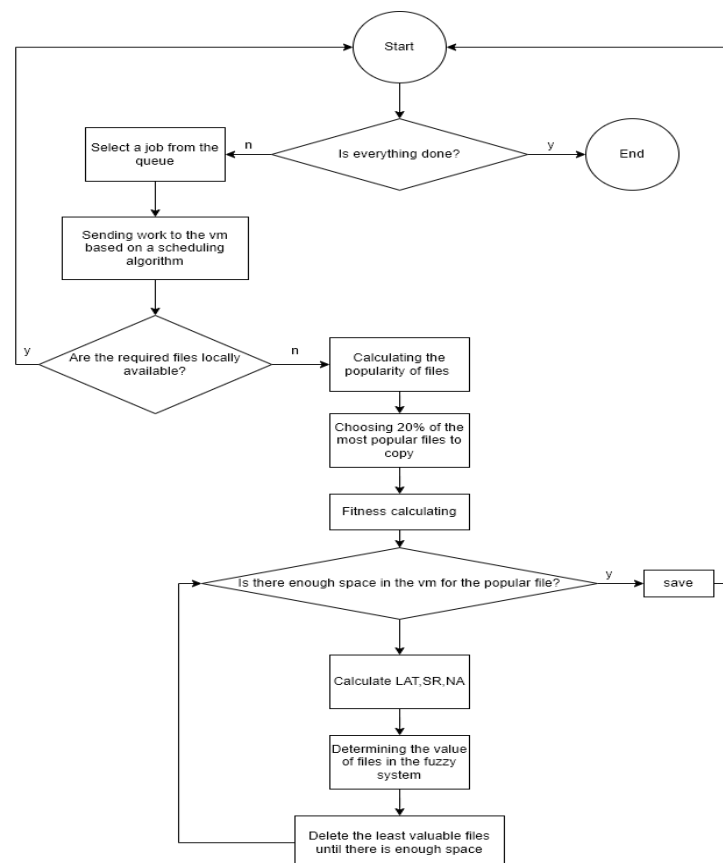 Start
Is everything done?
n
y
End
Select a job from the
queue
Sending work to the vm
based on a scheduling
algorithm
Are the required files locally
available?
y
n
Calculating the
popularity of files
Choosing 20% of the
most popular files to
copy
Fitness calculating
Is there enough space in the vm for the popular file?
y
save
Calculate LAT,SR,NA
Determining the value
of files in the fuzzy
system
Delete the least valuable files
until there is enough space